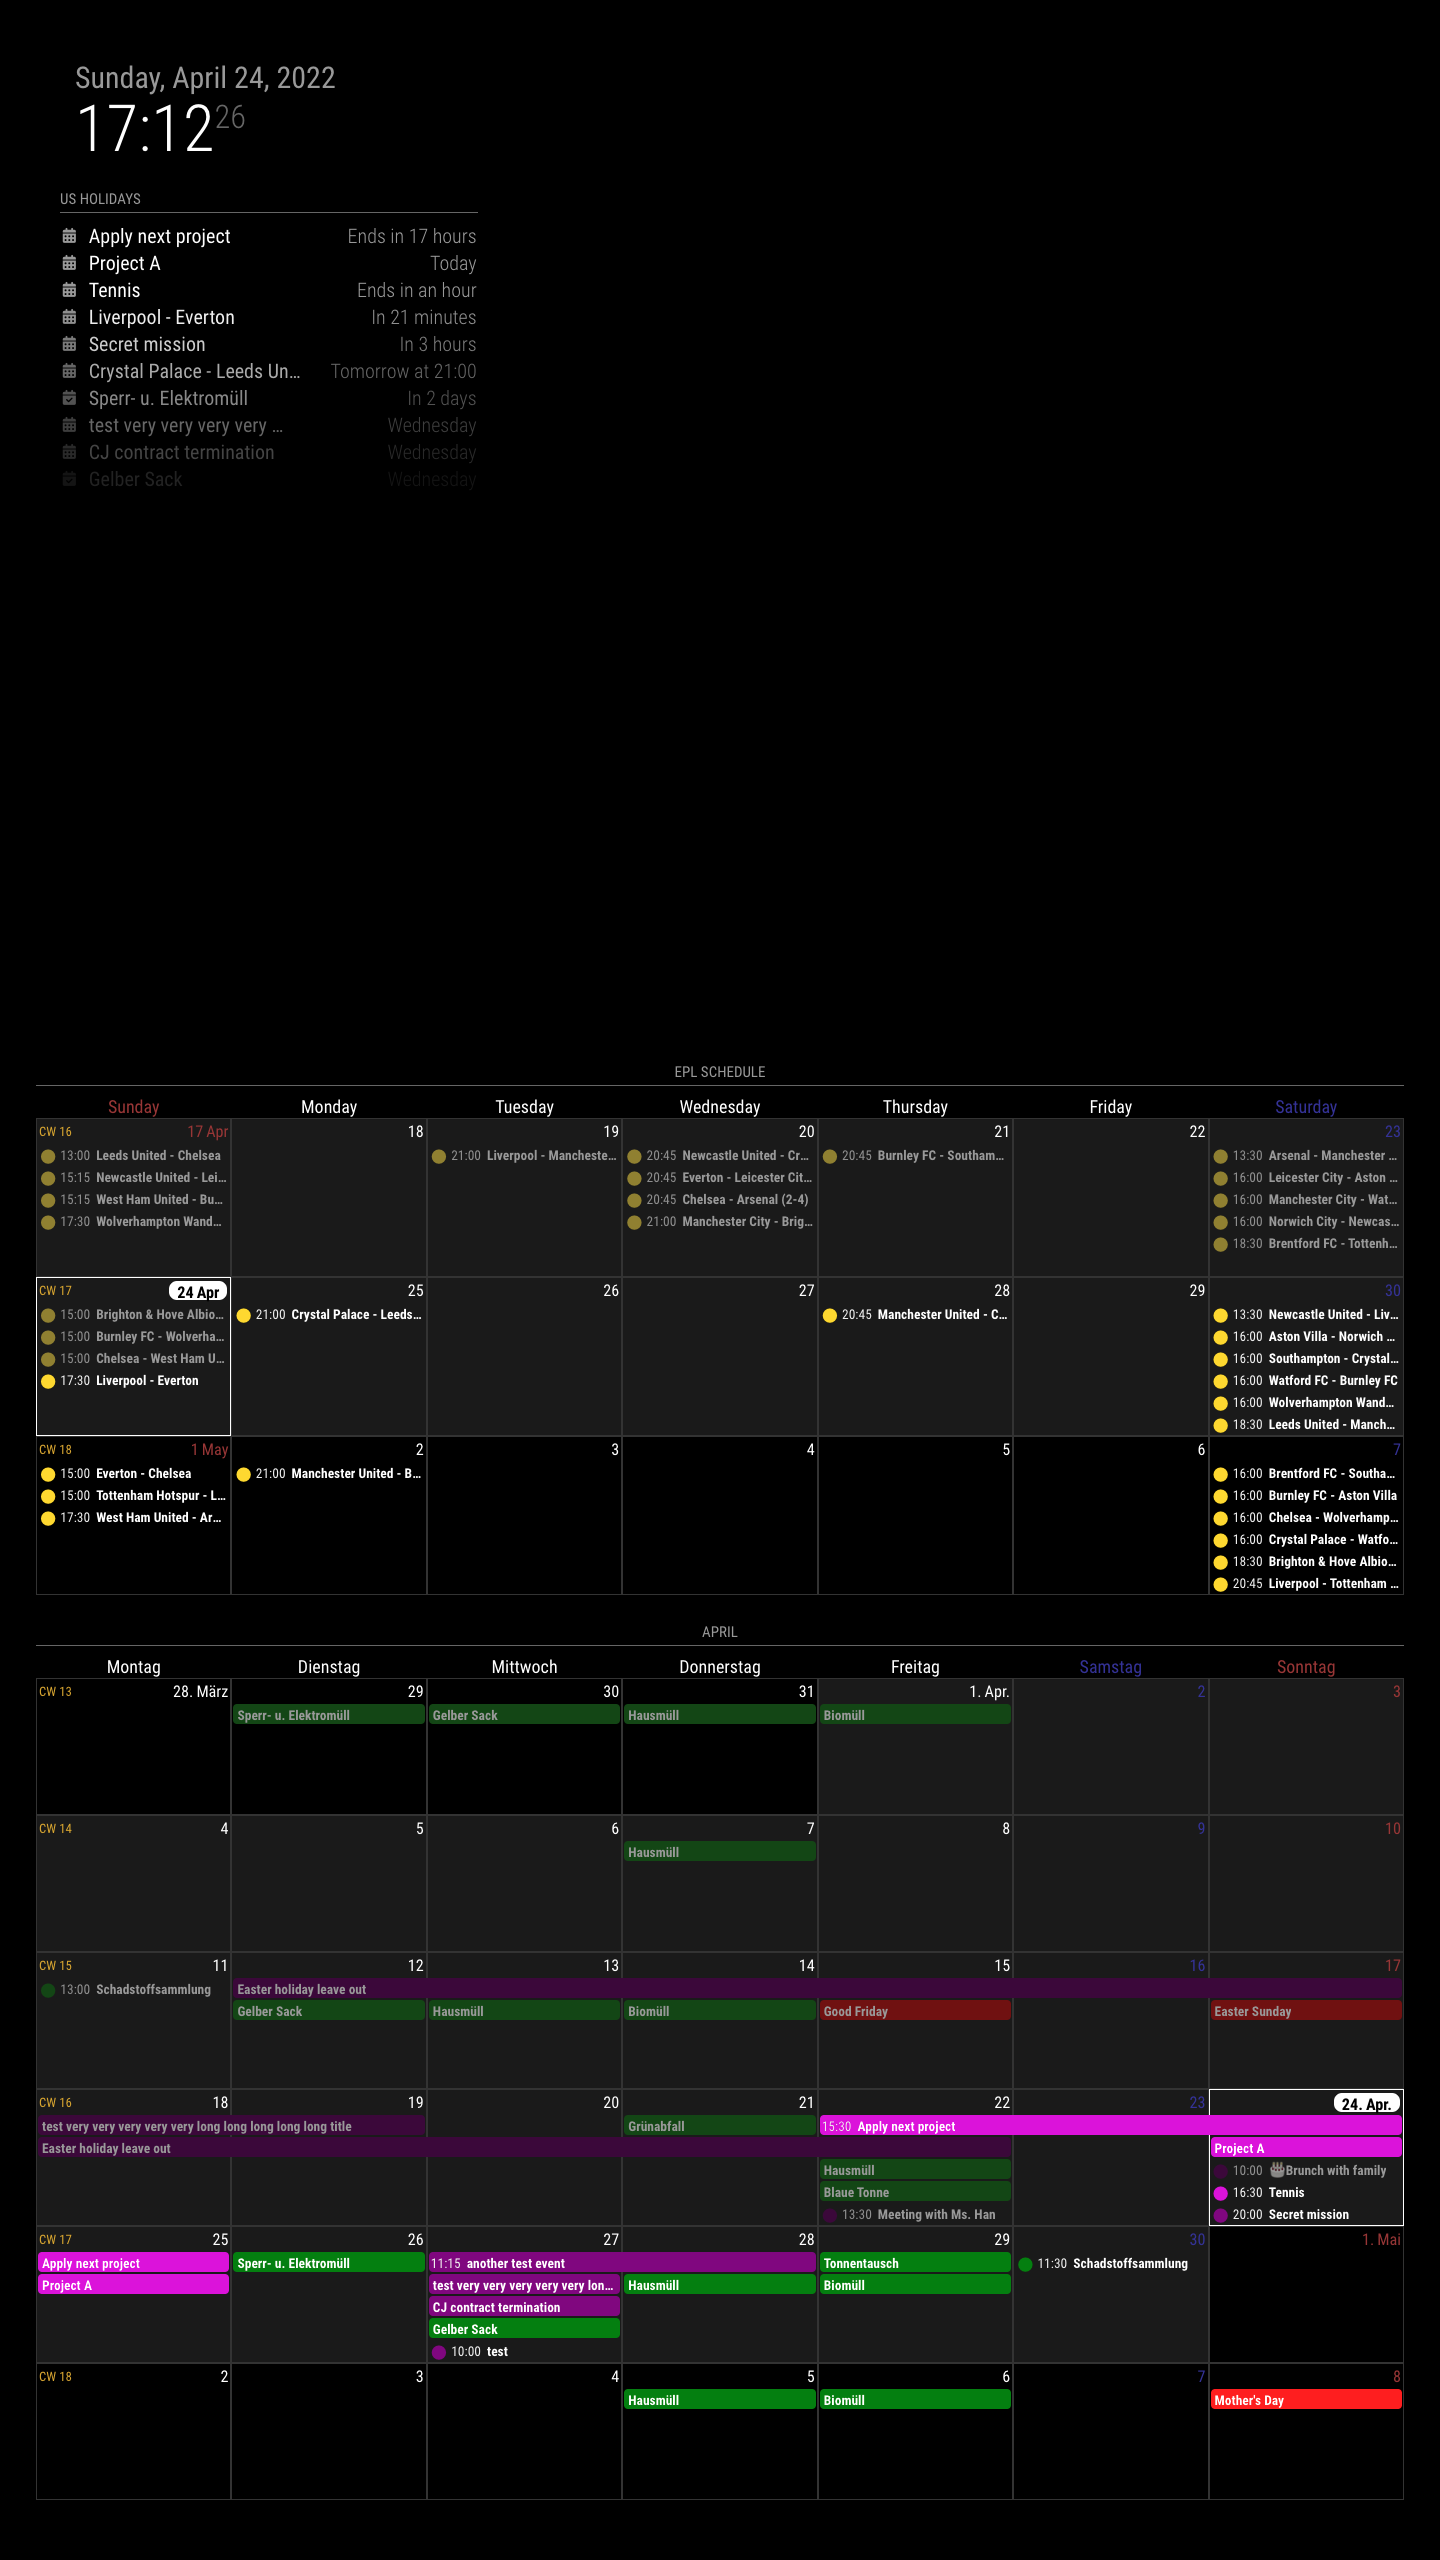 Sunday, April 24, 2022
17:12 26
US HOLIDAYS
Apply next project Ends in 17 hours
Project A Today
Tennis Ends in an hour
Liverpool - Everton In 21 minutes
Secret mission In 3 hours
Crystal Palace - Leeds Un... Tomorrow at 21:00
Sperr- u. Elektromüll In 2 days
test very very very very ... Wednesday
CJ contract termination Wednesday
Gelber Sack Wednesday
EPL SCHEDULE
Sunday Monday Tuesday Wednesday Thursday Friday Saturday
CW 16 17 Apr 18 19 20 21 22 23
13:00 Leeds United - Chelsea 21:00 Liverpool - Mancheste... 20:45 Newcastle United - Cr... 20:45 Burnley FC - Southam... 13:30 Arsenal - Manchester ...
15:15 Newcastle United - Lei... 20:45 Everton - Leicester Cit... 16:00 Leicester City - Aston ...
15:15 West Ham United - Bu... 20:45 Chelsea - Arsenal (2-4) 16:00 Manchester City - Wat...
17:30 Wolverhampton Wand... 21:00 Manchester City - Brig... 16:00 Norwich City - Newcas...
18:30 Brentford FC - Tottenh...
CW 17 24 Apr 25 26 27 28 29 30
15:00 Brighton & Hove Albio... 21:00 Crystal Palace - Leeds... 20:45 Manchester United - C... 13:30 Newcastle United - Liv...
15:00 Burnley FC - Wolverha... 16:00 Aston Villa - Norwich ...
15:00 Chelsea - West Ham U... 16:00 Southampton - Crystal...
17:30 Liverpool - Everton 16:00 Watford FC - Burnley FC
16:00 Wolverhampton Wand...
18:30 Leeds United - Manch...
CW 18 1 May 2 3 4 5 6 7
15:00 Everton - Chelsea 21:00 Manchester United - B... 16:00 Brentford FC - Southa...
15:00 Tottenham Hotspur - L... 16:00 Burnley FC - Aston Villa
17:30 West Ham United - Ar... 16:00 Chelsea - Wolverhamp...
16:00 Crystal Palace - Watfo...
18:30 Brighton & Hove Albio...
20:45 Liverpool - Tottenham ...
APRIL
Montag Dienstag Mittwoch Donnerstag Freitag Samstag Sonntag
CW 13 28. März 29 30 31 1. Apr. 2 3
Sperr- u. Elektromüll Gelber Sack Hausmüll Biomüll
CW 14 4 5 6 7 8 9 10
Hausmüll
CW 15 11 12 13 14 15 16 17
13:00 Schadstoffsammlung Easter holiday leave out
Gelber Sack Hausmüll Biomüll Good Friday Easter Sunday
CW 16 18 19 20 21 22 23 24. Apr.
test very very very very very long long long long long title Grünabfall 15:30 Apply next project
Easter holiday leave out Project A
Hausmüll 10:00 Brunch with family
Blaue Tonne 16:30 Tennis
13:30 Meeting with Ms. Han 20:00 Secret mission
CW 17 25 26 27 28 29 30 1. Mai
Apply next project Sperr- u. Elektromüll 11:15 another test event Tonnentausch 11:30 Schadstoffsammlung
Project A test very very very very very lon... Hausmüll Biomüll
CJ contract termination
Gelber Sack
10:00 test
CW 18 2 3 4 5 6 7 8
Hausmüll Biomüll Mother's Day